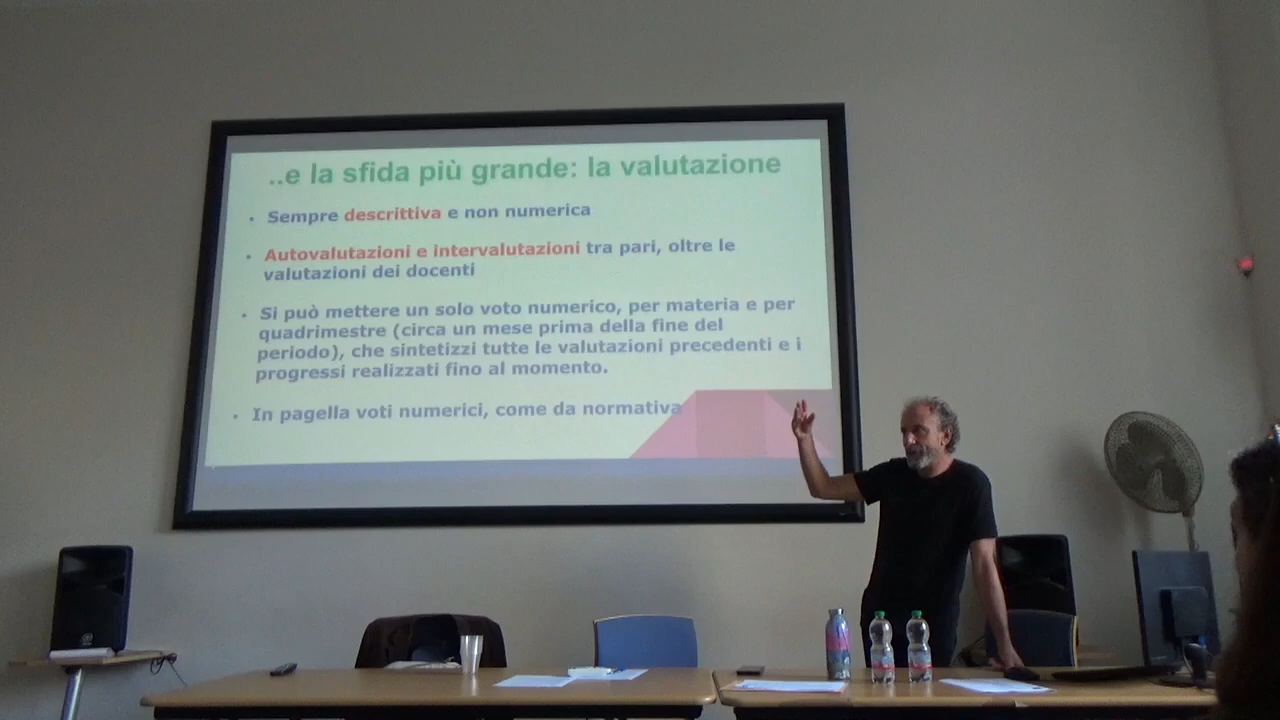 ..e la sfida più grande: la valutazione
• Sempre descrittiva e non numerica
• Autovalutazioni e intervalutazioni tra pari, oltre le
valutazioni dei docenti
• Si può mettere un solo voto numerico, per materia e per
quadrimestre (circa un mese prima della fine del
periodo), che sintetizzi tutte le valutazioni precedenti e i
progressi realizzati fino al momento.
• In pagella voti numerici, come da normativa